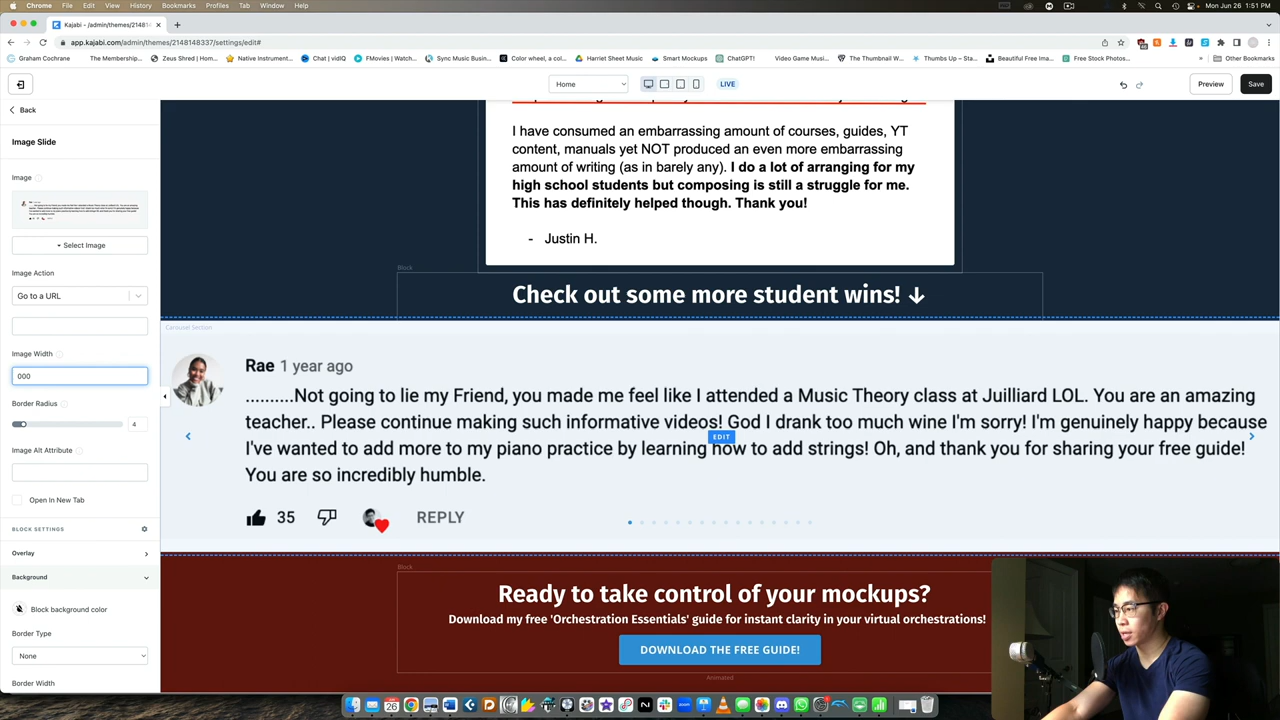 Chrome File Edit View History Bookmarks Profiles Tab Window Help
Mon Jun 26 1:51 PM
Kajabi - /admin/themes/21481
app.kajabi.com/admin/themes/2148148337/settings/edit#
Graham Cochrane The Membership... Zeus Shred | Home Native Instrument... Chat | vidIQ FMovies | Watch... Sync Music Busin... Color wheel, a col... Harriet Sheet Music Smart Mockups ChatGPT! Video Game Musi... The Thumbnail W... Thumbs Up – Sta... Beautiful Free Ima... Free Stock Photos... » Other Bookmarks
Home
LIVE
Preview
Save
Back
Image Slide
Image
Select Image
Image Action
Go to a URL
Image Width
000
Border Radius
4
Image Alt Attribute
Open In New Tab
BLOCK SETTINGS
Overlay
Background
Block background color
Border Type
None
Border Width
I have consumed an embarrassing amount of courses, guides, YT
content, manuals yet NOT produced an even more embarrassing
amount of writing (as in barely any). I do a lot of arranging for my
high school students but composing is still a struggle for me.
This has definitely helped though. Thank you!
- Justin H.
Block
Check out some more student wins! ↓
Carousel Section
Rae 1 year ago
..........Not going to lie my Friend, you made me feel like I attended a Music Theory class at Juilliard LOL. You are an amazing
teacher.. Please continue making such informative videos! God I drank too much wine I'm sorry! I'm genuinely happy because
EDIT
I've wanted to add more to my piano practice by learning how to add strings! Oh, and thank you for sharing your free guide!
You are so incredibly humble.
35 REPLY
Block
Ready to take control of your mockups?
Download my free 'Orchestration Essentials' guide for instant clarity in your virtual orchestrations!
DOWNLOAD THE FREE GUIDE!
Animated